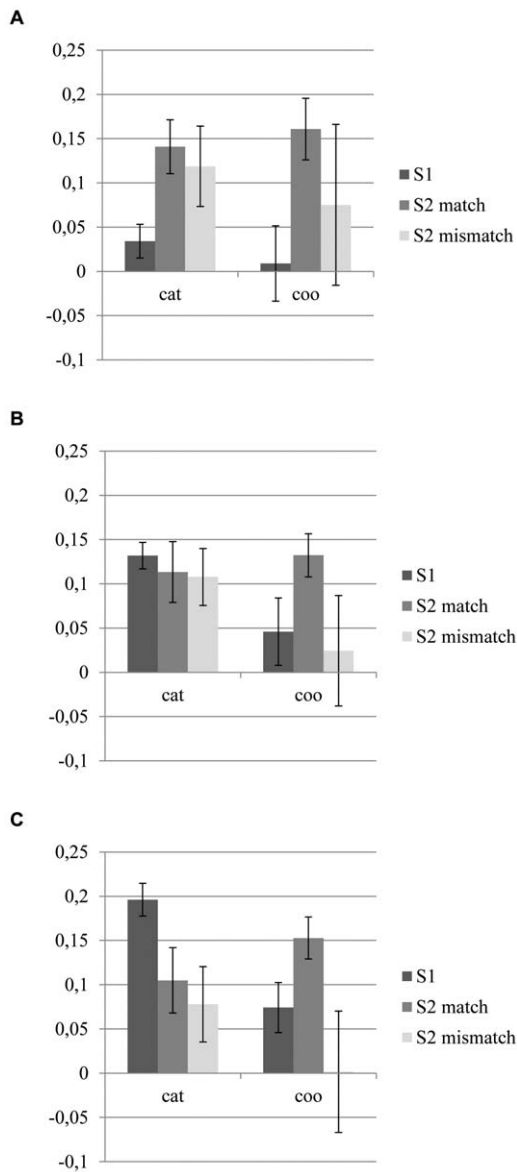 A
0,25
0,2
0,15
0,1
0,05
0
-0,05
-0,1
cat coo
S1
S2 match
S2 mismatch
B
0,25
0,2
0,15
0,1
0,05
0
-0,05
-0,1
cat coo
S1
S2 match
S2 mismatch
C
0,25
0,2
0,15
0,1
0,05
0
-0,05
-0,1
cat coo
S1
S2 match
S2 mismatch